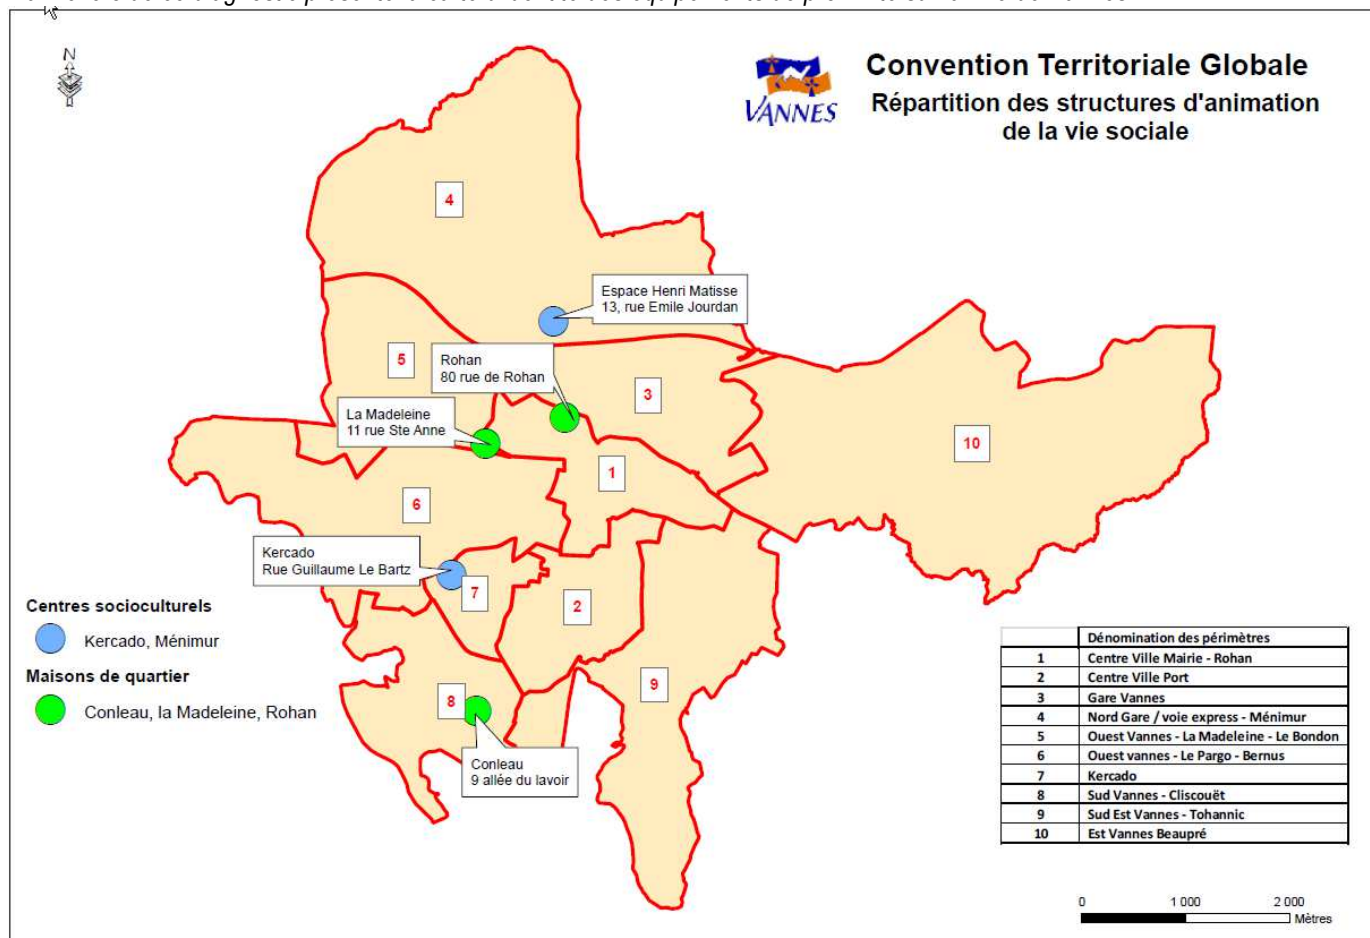 N
VANNES
Convention Territoriale Globale
Répartition des structures d'animation
de la vie sociale
4
Espace Henri Matisse
13, rue Emile Jourdan
5
Rohan
80 rue de Rohan
3
La Madeleine
11 rue Ste Anne
10
1
6
Kercado
Rue Guillaume Le Bartz
7
2
9
8
Conleau
9 allée du lavoir
Centres socioculturels
Kercado, Ménimur
Maisons de quartier
Conleau, la Madeleine, Rohan
Dénomination des périmètres
1 Centre Ville Mairie - Rohan
2 Centre Ville Port
3 Gare Vannes
4 Nord Gare / voie express - Ménimur
5 Ouest Vannes - La Madeleine - Le Bondon
6 Ouest vannes - Le Pargo - Bernus
7 Kercado
8 Sud Vannes - Cliscouët
9 Sud Est Vannes - Tohannic
10 Est Vannes Beaupré
0 1 000 2 000
Mètres